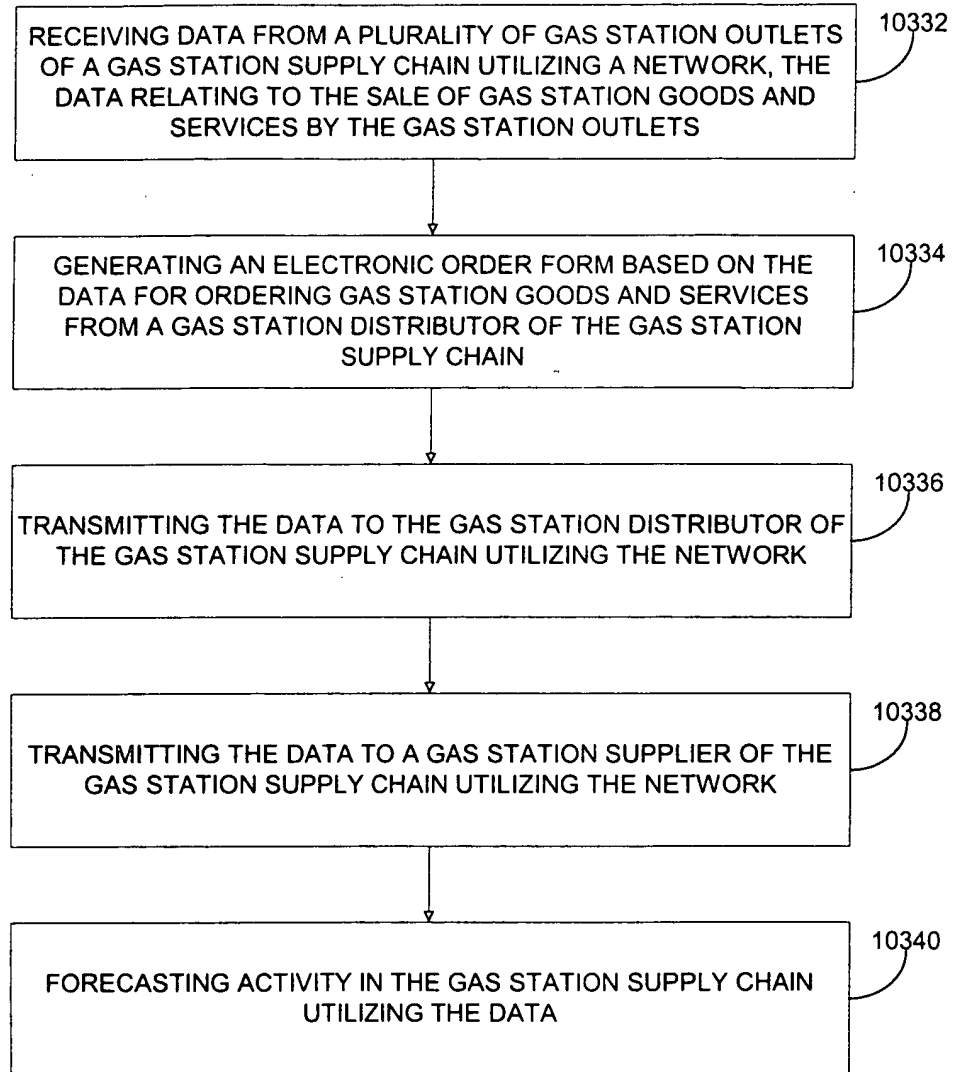 RECEIVING DATA FROM A PLURALITY OF GAS STATION OUTLETS
OF A GAS STATION SUPPLY CHAIN UTILIZING A NETWORK, THE
DATA RELATING TO THE SALE OF GAS STATION GOODS AND
SERVICES BY THE GAS STATION OUTLETS
10332
GENERATING AN ELECTRONIC ORDER FORM BASED ON THE
DATA FOR ORDERING GAS STATION GOODS AND SERVICES
FROM A GAS STATION DISTRIBUTOR OF THE GAS STATION
SUPPLY CHAIN
10334
TRANSMITTING THE DATA TO THE GAS STATION DISTRIBUTOR OF
THE GAS STATION SUPPLY CHAIN UTILIZING THE NETWORK
10336
TRANSMITTING THE DATA TO A GAS STATION SUPPLIER OF THE
GAS STATION SUPPLY CHAIN UTILIZING THE NETWORK
10338
FORECASTING ACTIVITY IN THE GAS STATION SUPPLY CHAIN
UTILIZING THE DATA
10340